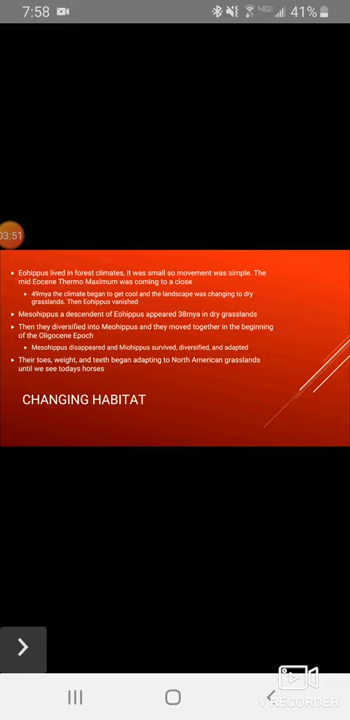 7:58
41%
03:51
Eohippus lived in forest climates, it was small so movement was simple. The
mid Eocene Thermo Maximum was coming to a close
49mya the climate began to get cool and the landscape was changing to dry
grasslands. Then Eohippus vanished
Mesohippus a descendent of Eohippus appeared 38mya in dry grasslands
Then they diversified into Meohippus and they moved together in the beginning
of the Oligocene Epoch
Mesohippus disappeared and Miohippus survived, diversified, and adapted
Their toes, weight, and teeth began adapting to North American grasslands
until we see todays horses
CHANGING HABITAT
V.RECORDER